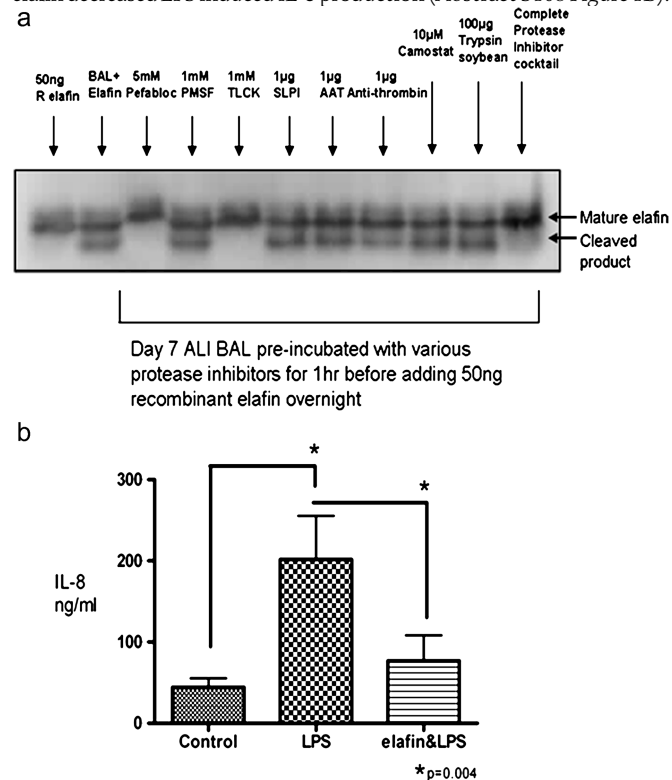 a
50ng
R elafin
BAL+
Elafin
5mM
Pefabloc
1mM
PMSF
1mM
TLCK
1µg
SLPI
1µg
AAT
1µg
Anti-thrombin
10µM
Camostat
100µg
Trypsin
soybean
Complete
Protease
Inhibitor
cocktail
Mature elafin
Cleaved
product
Day 7 ALI BAL pre-incubated with various
protease inhibitors for 1hr before adding 50ng
recombinant elafin overnight
b
*
*
300
200
100
0
IL-8
ng/ml
Control LPS elafin&LPS
*p=0.004